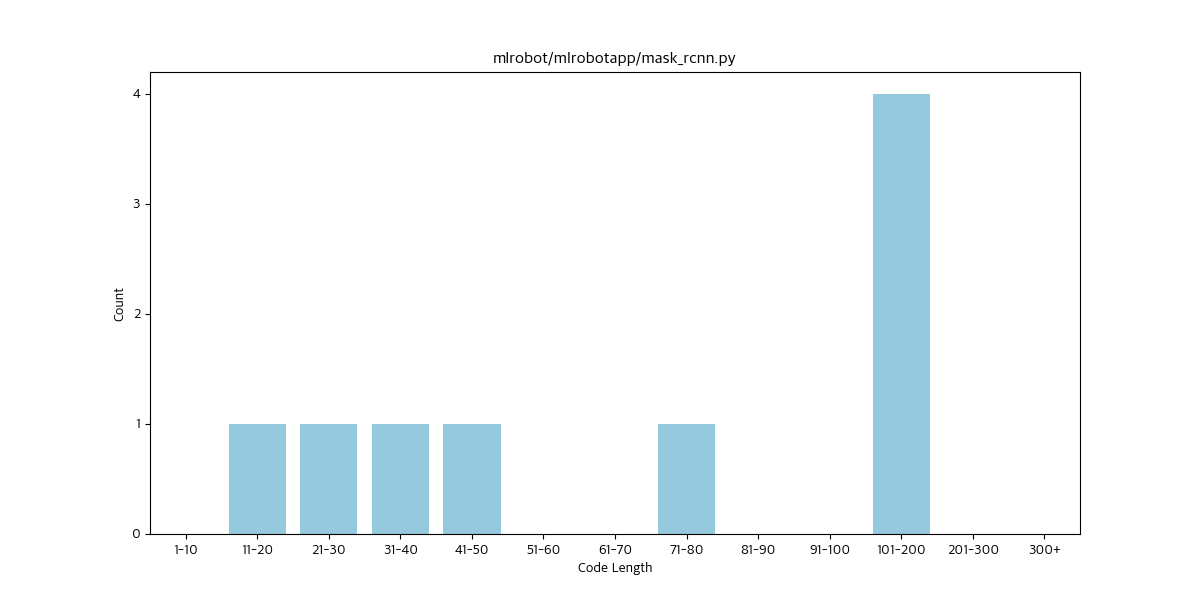 mlrobot/mlrobotapp/mask_rcnn.py
4
3
2
1
0
Count
1-10 11-20 21-30 31-40 41-50 51-60 61-70 71-80 81-90 91-100 101-200 201-300 300+
Code Length